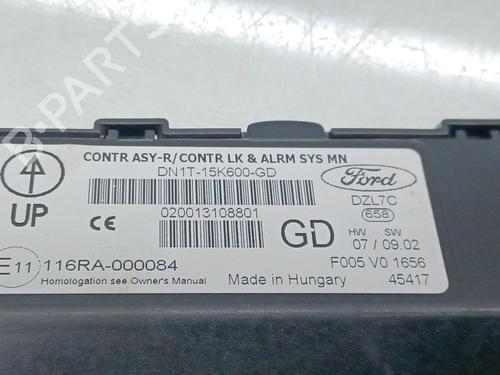 CONTR ASY-R/CONTR LK & ALRM SYS MN
DN1T-15K600-GD
Ford
DZL7C
658
UP
CE
020013108801
GD
HW SW
07 / 09.02
E11
116RA-000084
F005 V0 1656
Homologation see Owner's Manual
Made in Hungary
45417
B-PARTS